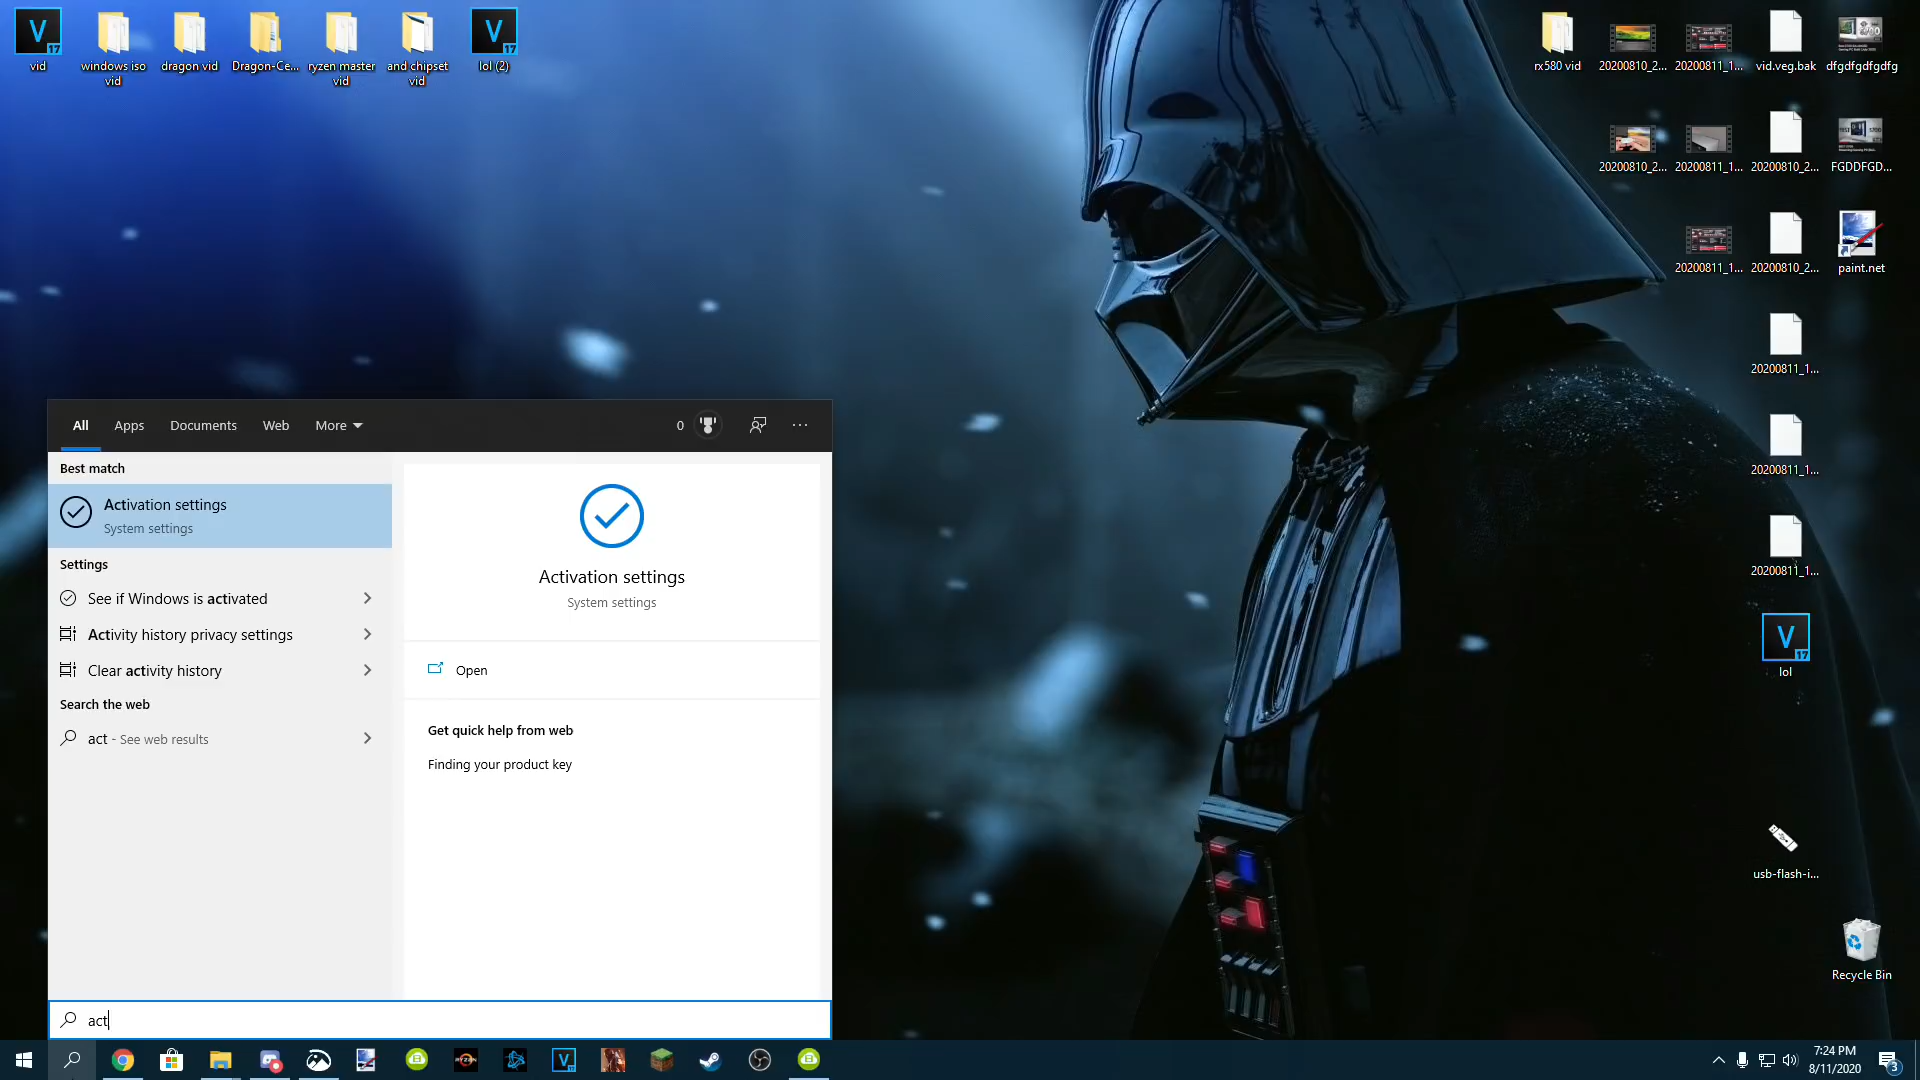 vid
windows iso
vid
dragon vid
Dragon-Ce...
ryzen master
vid
and chipset
vid
lol (2)
rx580 vid
20200810_2...
20200811_1...
vid.veg.bak
dfgdfgdfgdfg
20200810_2...
20200811_1...
20200810_2...
FGDDFGD...
20200811_1...
20200810_2...
paint.net
20200811_1...
20200811_1...
20200811_1...
lol
usb-flash-i...
Recycle Bin
All
Apps
Documents
Web
More
0
Best match
Activation settings
System settings
Settings
See if Windows is activated
Activity history privacy settings
Clear activity history
Search the web
act - See web results
Activation settings
System settings
Open
Get quick help from web
Finding your product key
act
7:24 PM
8/11/2020
3